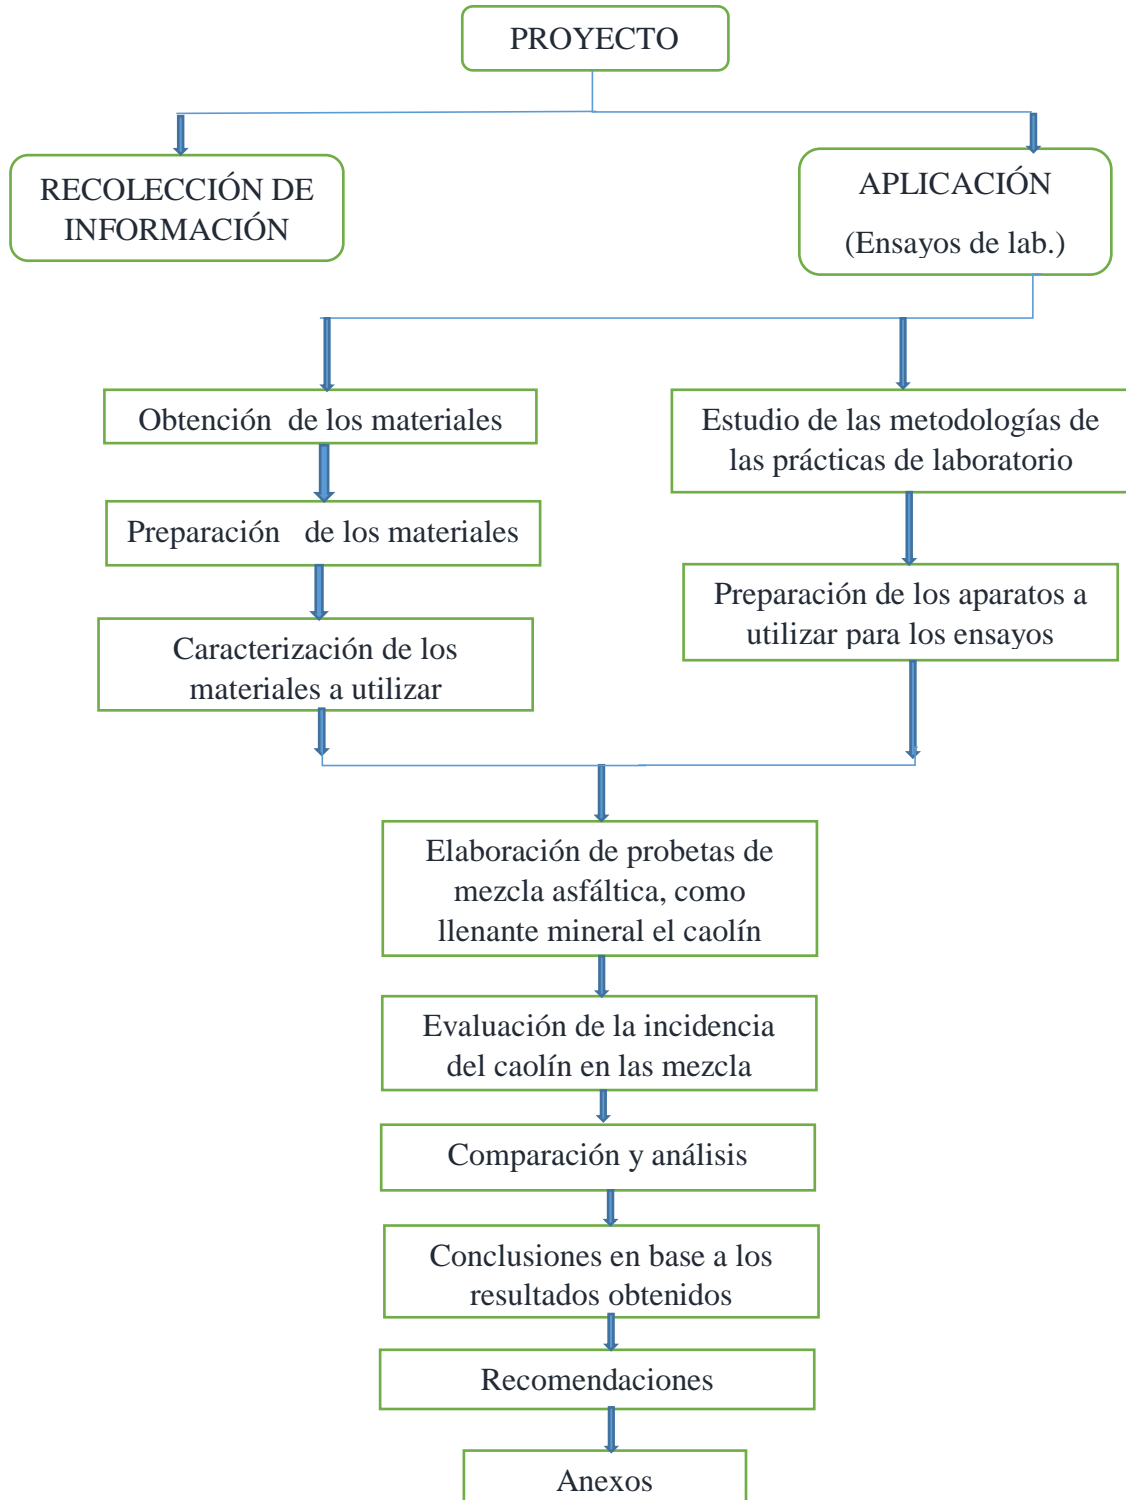 PROYECTO
RECOLECCIÓN DE
INFORMACIÓN
APLICACIÓN
(Ensayos de lab.)
Obtención de los materiales
Preparación de los materiales
Caracterización de los
materiales a utilizar
Estudio de las metodologías de
las prácticas de laboratorio
Preparación de los aparatos a
utilizar para los ensayos
Elaboración de probetas de
mezcla asfáltica, como
llenante mineral el caolín
Evaluación de la incidencia
del caolín en las mezcla
Comparación y análisis
Conclusiones en base a los
resultados obtenidos
Recomendaciones
Anexos